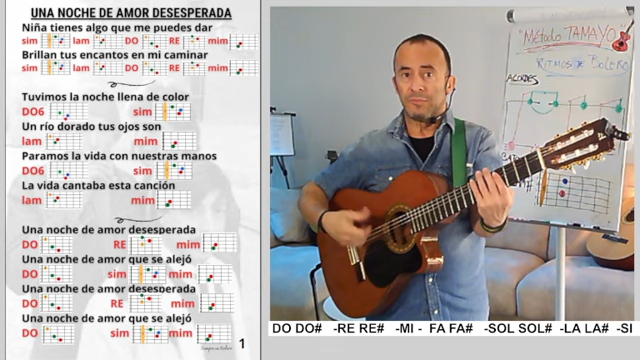 UNA NOCHE DE AMOR DESESPERADA
Niña tienes algo que me puedes dar
sim lam DO RE mim
Brillan tus encantos en mi caminar
sim lam DO RE mim
Tuvimos la noche llena de color
DO6 sim
Un río dorado tus ojos son
lam mim
Paramos la vida con nuestras manos
DO6 sim
La vida cantaba esta canción
lam mim
Una noche de amor desesperada
DO RE mim
Una noche de amor que se alejó
DO sim mim
Una noche de amor desesperada
DO RE mim
Una noche de amor que se alejó
DO sim mim
1
"Método TAMAYO"
RITMOS DE BOLERO
ACORDES
DO DO# -RE RE# -MI - FA FA# -SOL SOL# -LA LA# -SI